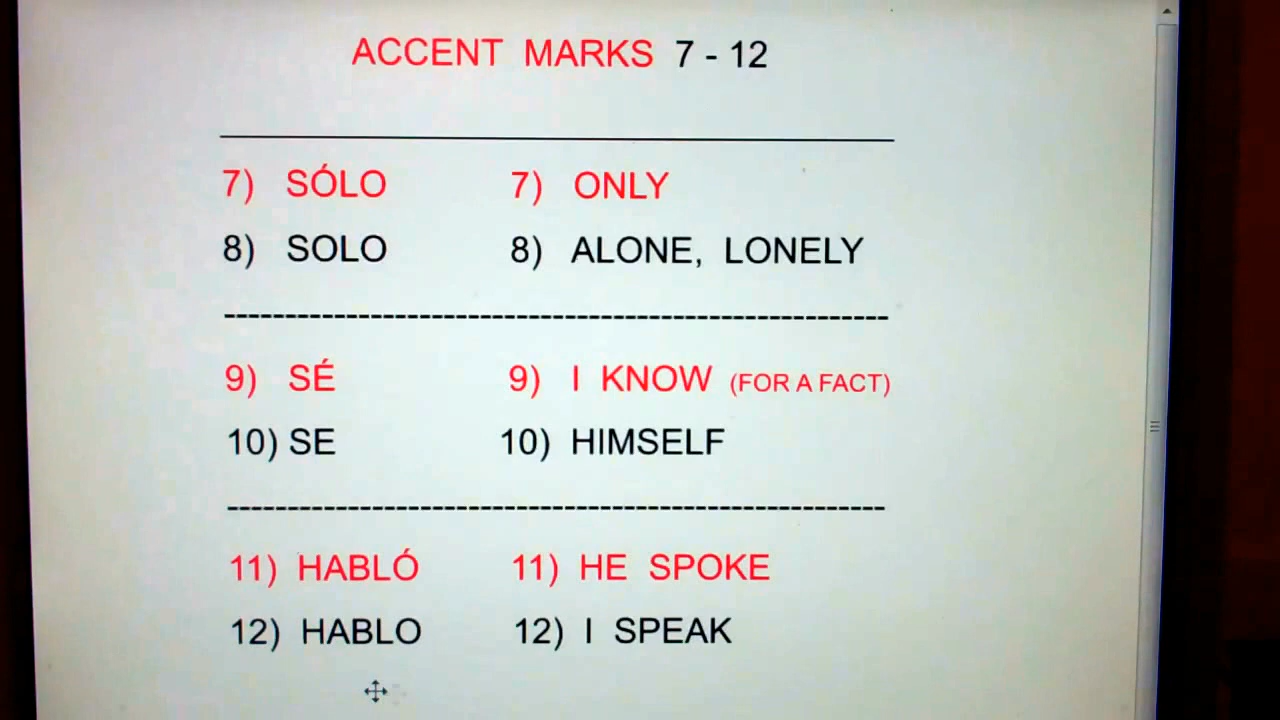 ACCENT MARKS 7 - 12
7) SÓLO 7) ONLY
8) SOLO 8) ALONE, LONELY
9) SÉ 9) I KNOW (FOR A FACT)
10) SE 10) HIMSELF
11) HABLÓ 11) HE SPOKE
12) HABLO 12) I SPEAK